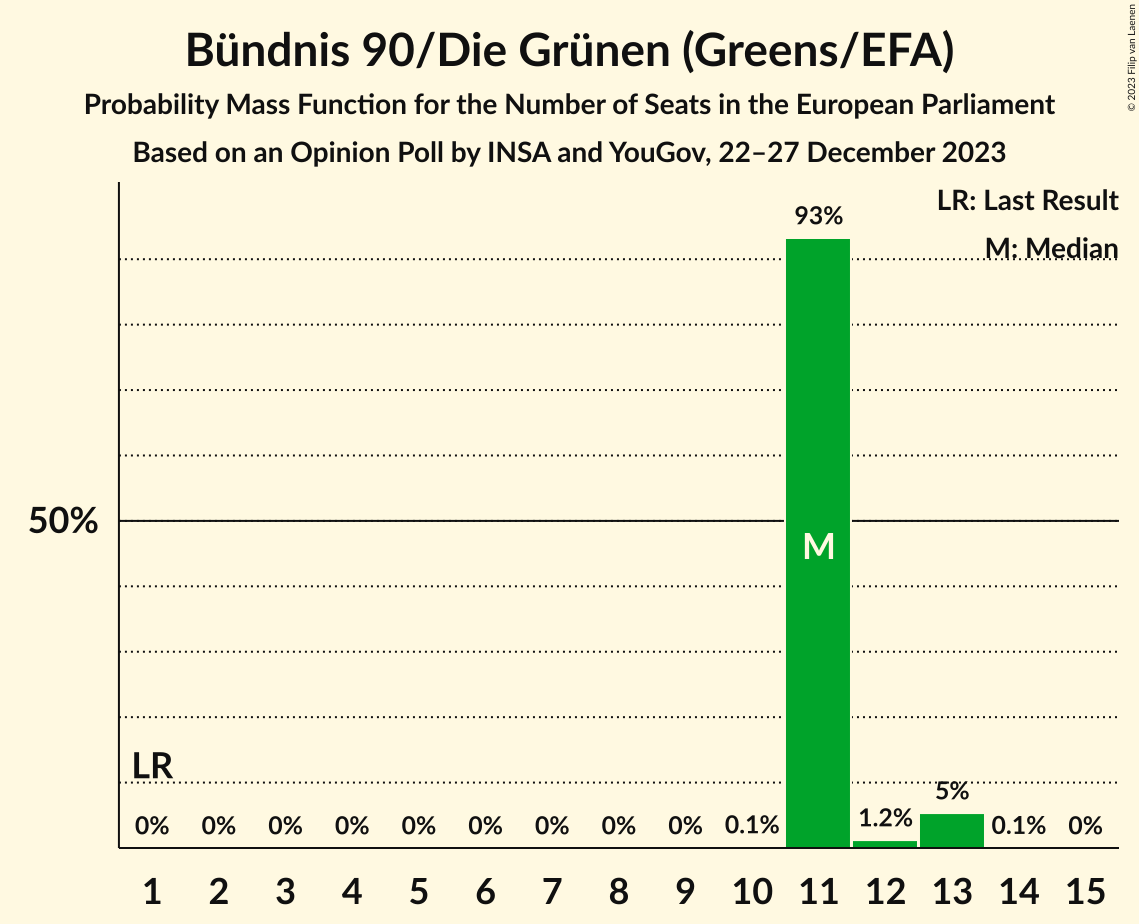 Bündnis 90/Die Grünen (Greens/EFA)
Probability Mass Function for the Number of Seats in the European Parliament
Based on an Opinion Poll by INSA and YouGov, 22–27 December 2023
© 2023 Filip van Laenen
LR: Last Result
M: Median
93%
50%
M
LR
0% 0% 0% 0% 0% 0% 0% 0% 0% 0.1% 1.2% 5% 0.1% 0%
1 2 3 4 5 6 7 8 9 10 11 12 13 14 15